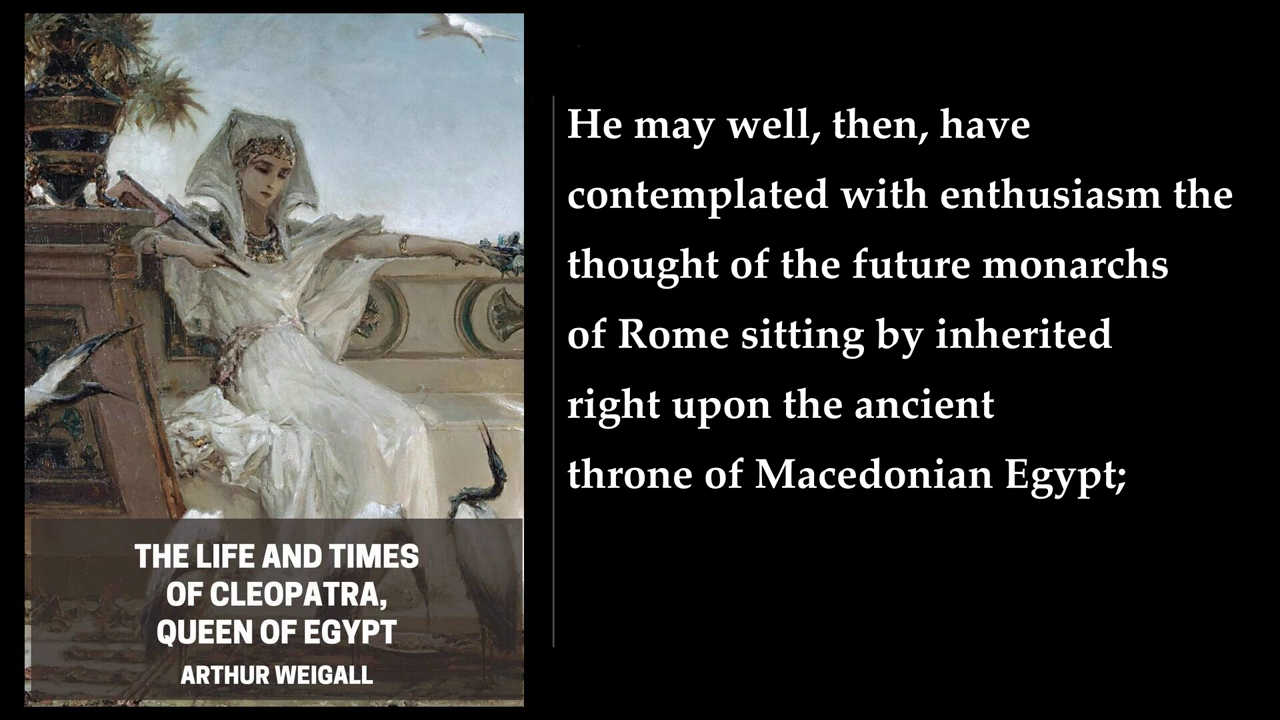 He may well, then, have
contemplated with enthusiasm the
thought of the future monarchs
of Rome sitting by inherited
right upon the ancient
throne of Macedonian Egypt;
THE LIFE AND TIMES
OF CLEOPATRA,
QUEEN OF EGYPT
ARTHUR WEIGALL